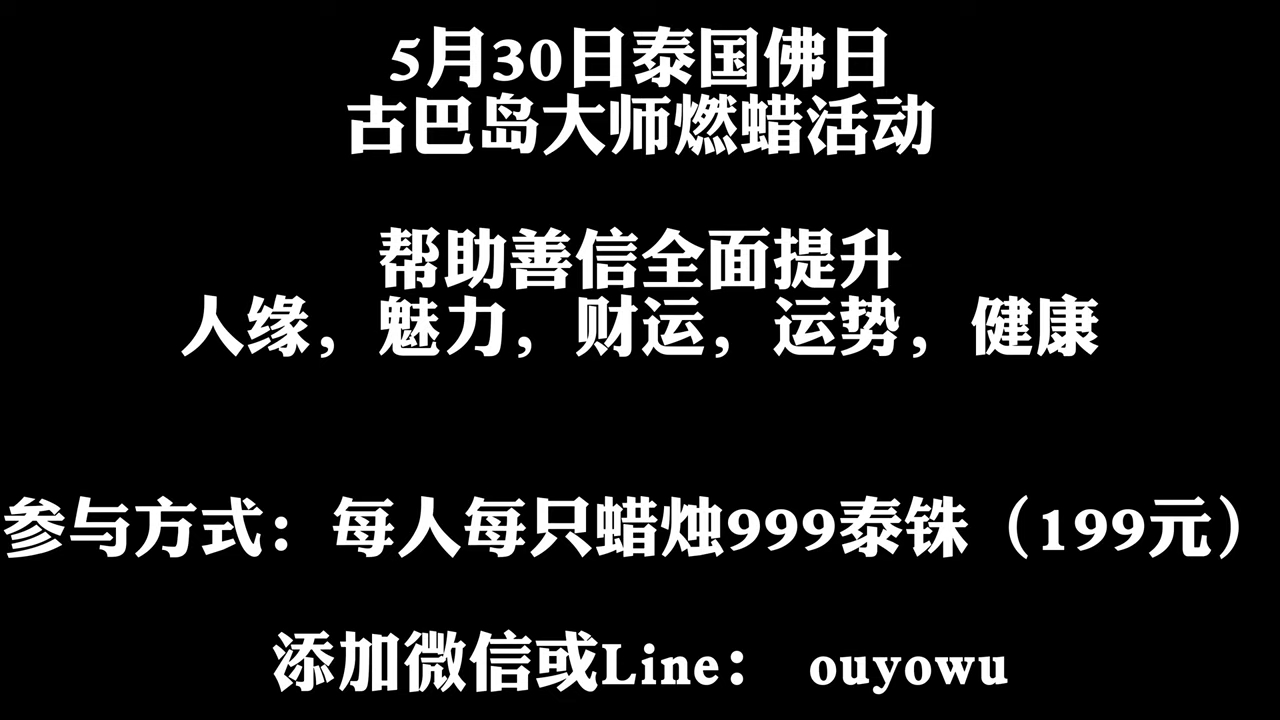 5月30日泰国佛日
古巴岛大师燃蜡活动
帮助善信全面提升
人缘，魅力，财运，运势，健康
参与方式：每人每只蜡烛999泰铢（199元）
添加微信或Line： ouyowu